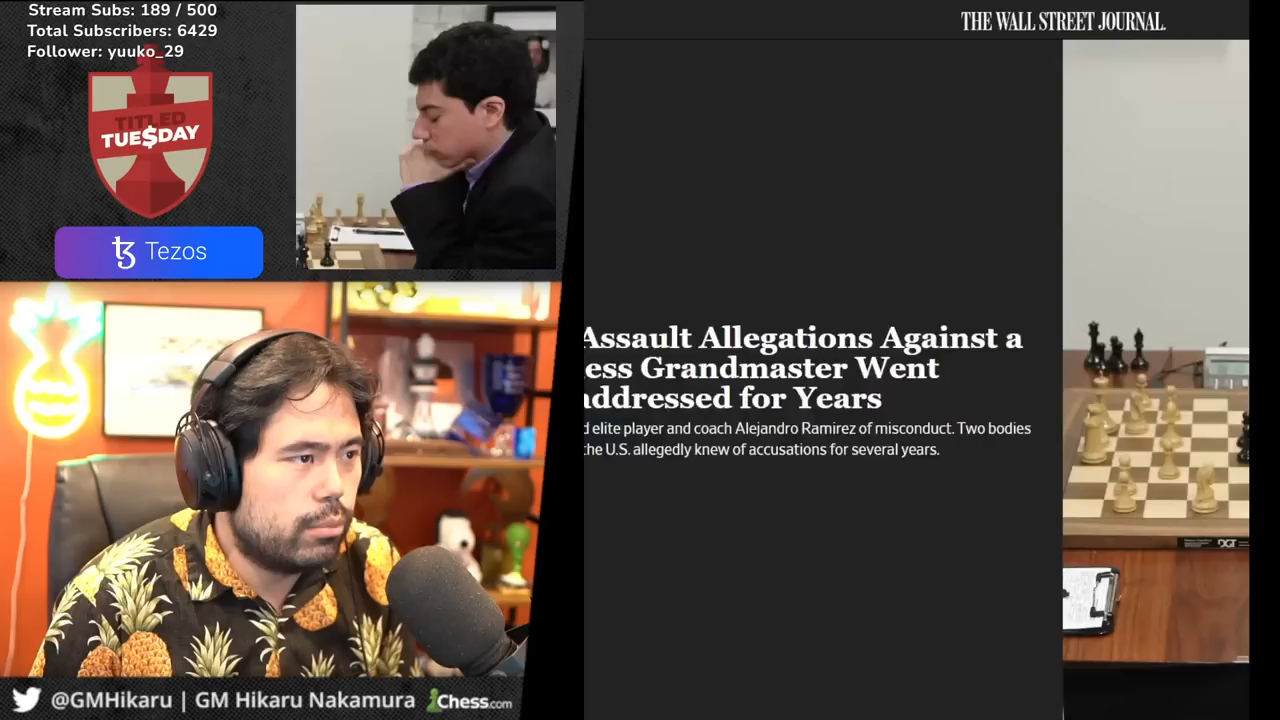 Stream Subs: 189 / 500
Total Subscribers: 6429
Follower: yuuko_29
TITLED
TUE$DAY
Tezos
THE WALL STREET JOURNAL.
Assault Allegations Against a
ess Grandmaster Went
addressed for Years
d elite player and coach Alejandro Ramirez of misconduct. Two bodies
the U.S. allegedly knew of accusations for several years.
DGT
@GMHikaru | GM Hikaru Nakamura
Chess.com